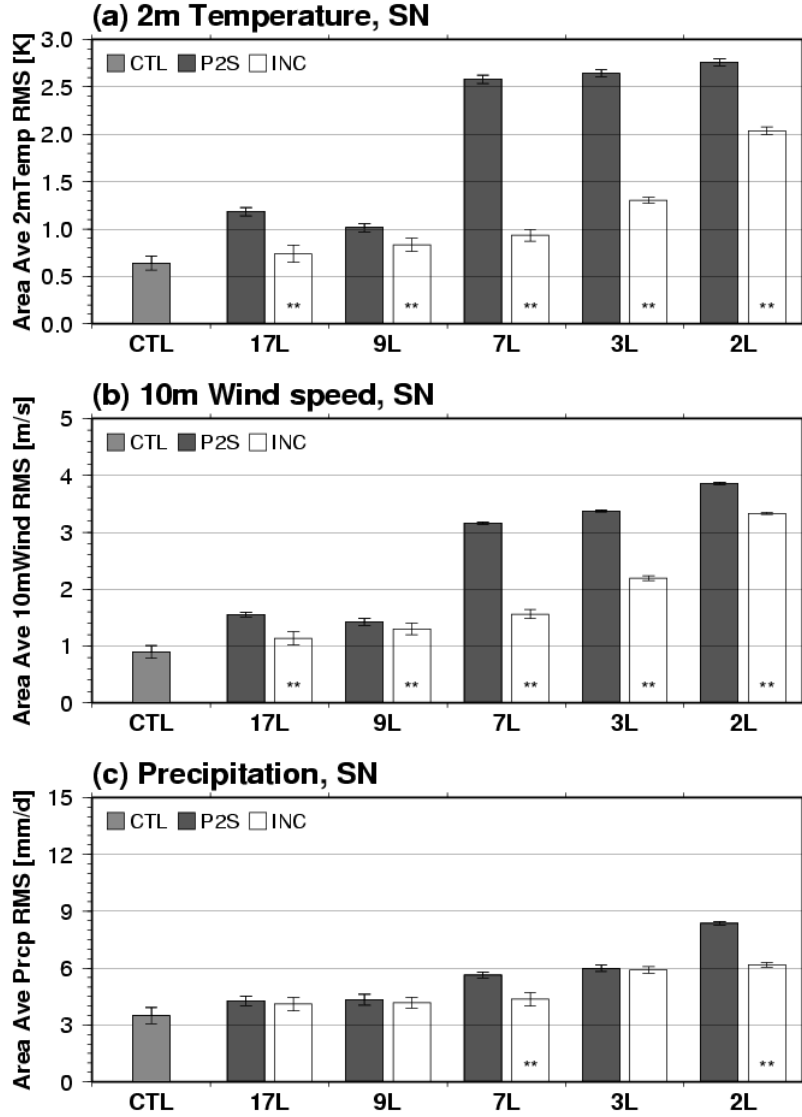 (a) 2m Temperature, SN
Area Ave 2mTemp RMS [K]
3.0
2.5
2.0
1.5
1.0
0.5
0.0
CTL P2S INC
** ** ** ** **
CTL 17L 9L 7L 3L 2L
(b) 10m Wind speed, SN
Area Ave 10mWind RMS [m/s]
5
4
3
2
1
0
CTL P2S INC
** ** ** ** **
CTL 17L 9L 7L 3L 2L
(c) Precipitation, SN
Area Ave Prcp RMS [mm/d]
15
12
9
6
3
0
CTL P2S INC
** **
CTL 17L 9L 7L 3L 2L